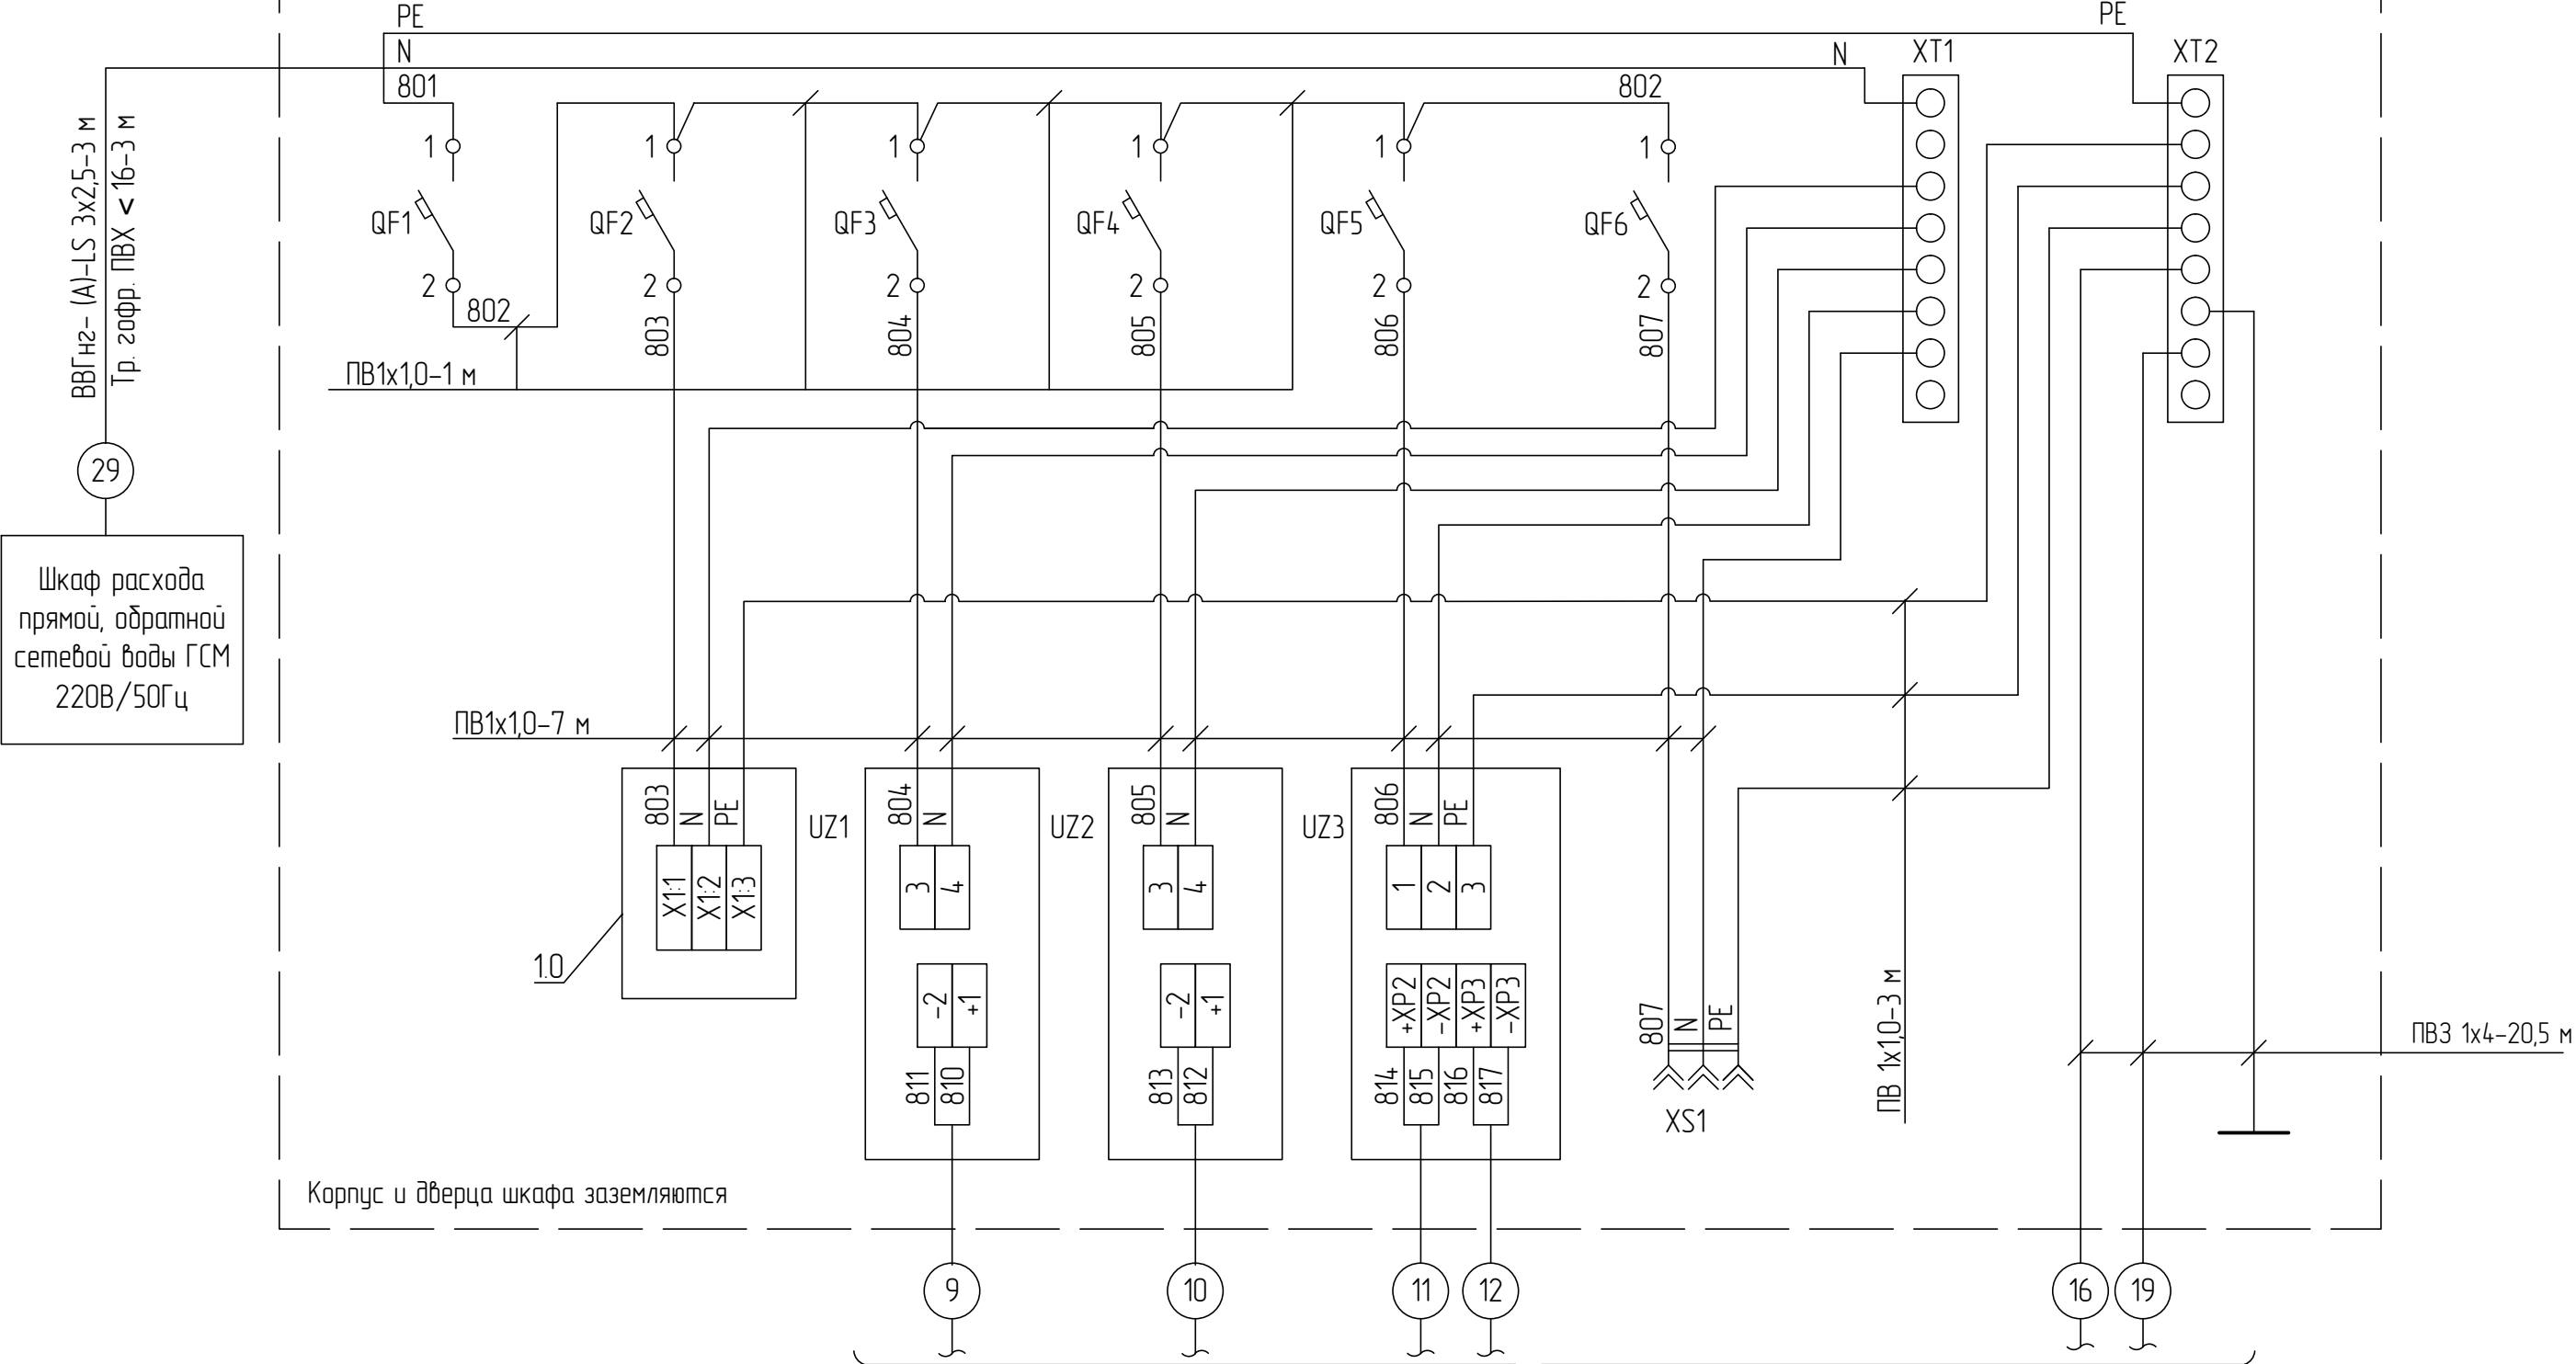 PE
PE
N
N
XT1
XT2
801
802
ВВГнг- (А)-LS 3х2,5-3 м
Тр. гофр. ПВХ < 16-3 м
1
1
1
1
1
1
QF1
QF2
QF3
QF4
QF5
QF6
2
2
2
2
2
2
802
803
804
805
806
807
ПВ1х1,0-1 м
29
Шкаф расхода
прямой, обратной
сетевой воды ГСМ
220В/50Гц
ПВ1х1,0-7 м
803
N
PE
UZ1
804
N
UZ2
805
N
UZ3
806
N
PE
X1:1
X1:2
X1:3
3
4
3
4
1
2
3
1.0
-2
+1
-2
+1
+XP2
-XP2
+XP3
-XP3
811
810
813
812
814
815
816
817
807
N
PE
XS1
ПВ 1х1,0-3 м
ПВ3 1х4-20,5 м
Корпус и дверца шкафа заземляются
9
10
11
12
16
19